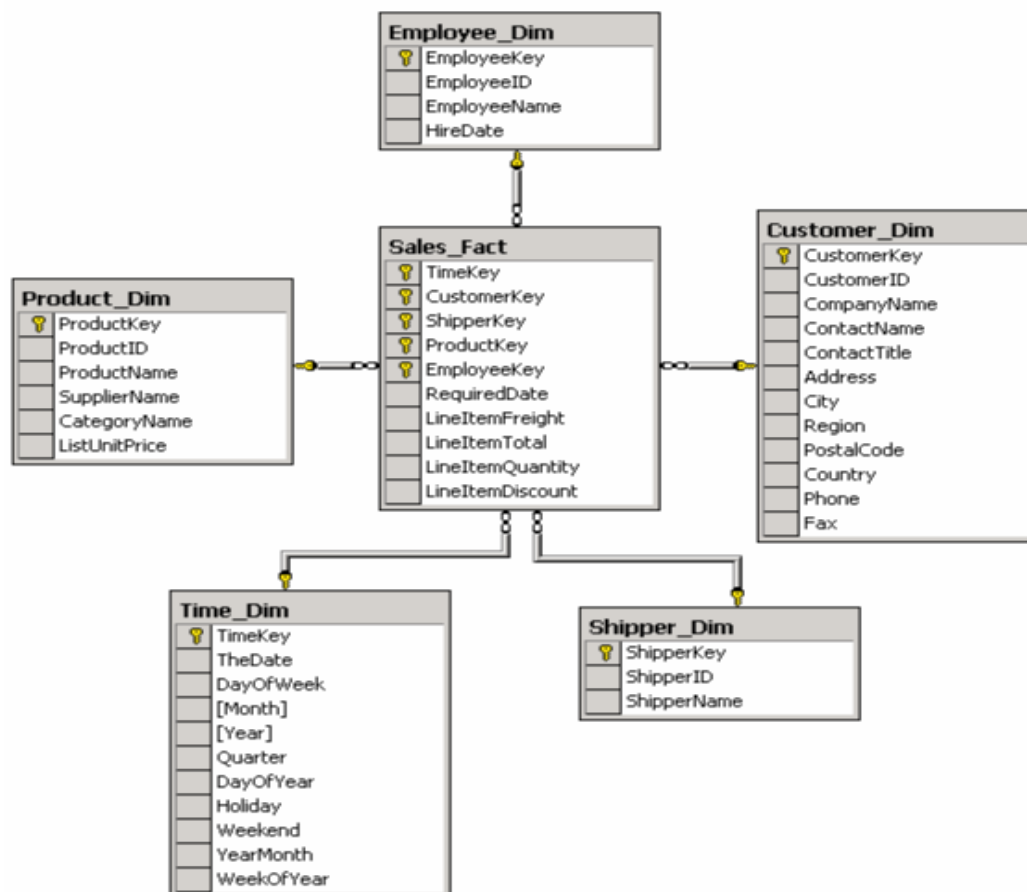 Employee_Dim
EmployeeKey
EmployeeID
EmployeeName
HireDate
Sales_Fact
TimeKey
CustomerKey
ShipperKey
ProductKey
EmployeeKey
RequiredDate
LineItemFreight
LineItemTotal
LineItemQuantity
LineItemDiscount
Customer_Dim
CustomerKey
CustomerID
CompanyName
ContactName
ContactTitle
Address
City
Region
PostalCode
Country
Phone
Fax
Product_Dim
ProductKey
ProductID
ProductName
SupplierName
CategoryName
ListUnitPrice
Time_Dim
TimeKey
TheDate
DayOfWeek
[Month]
[Year]
Quarter
DayOfYear
Holiday
Weekend
YearMonth
WeekOfYear
Shipper_Dim
ShipperKey
ShipperID
ShipperName